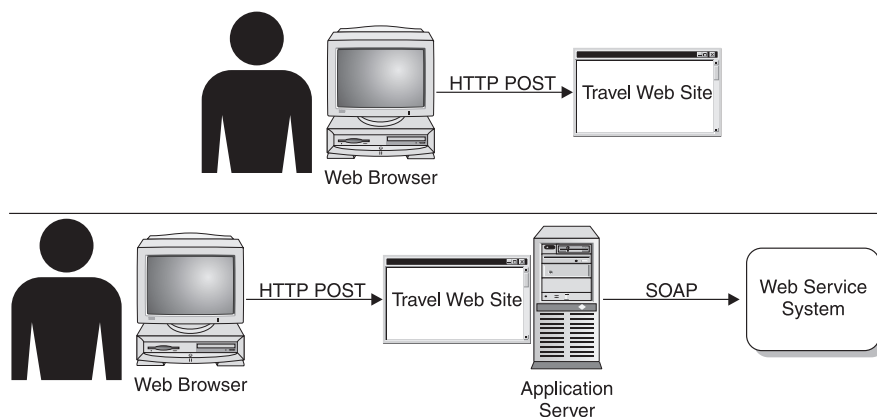 HTTP POST
Travel Web Site
Web Browser
HTTP POST
Travel Web Site
SOAP
Web Service
System
Web Browser
Application
Server